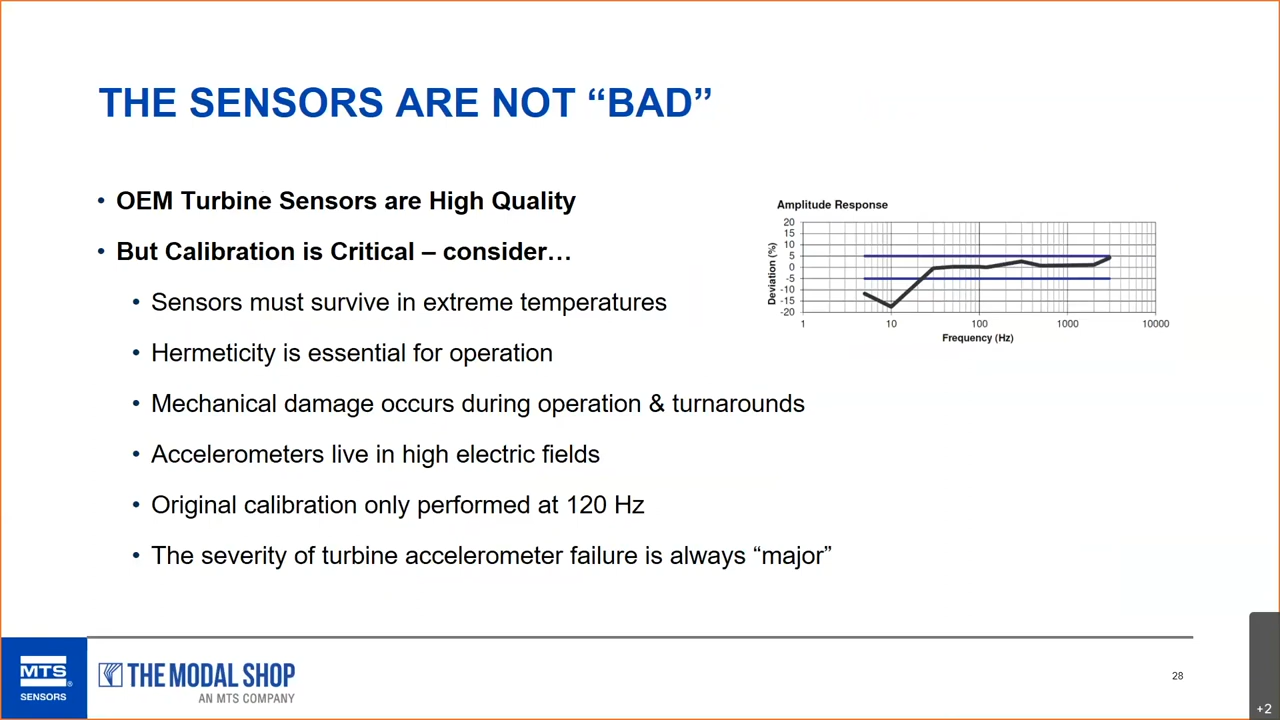 THE SENSORS ARE NOT “BAD”
• OEM Turbine Sensors are High Quality
• But Calibration is Critical – consider…
• Sensors must survive in extreme temperatures
• Hermeticity is essential for operation
• Mechanical damage occurs during operation & turnarounds
• Accelerometers live in high electric fields
• Original calibration only performed at 120 Hz
• The severity of turbine accelerometer failure is always “major”
Amplitude Response
Deviation (%)
20
15
10
5
0
-5
-10
-15
-20
1 10 100 1000 10000
Frequency (Hz)
MTS®
SENSORS
THE MODAL SHOP
AN MTS COMPANY
28
+2